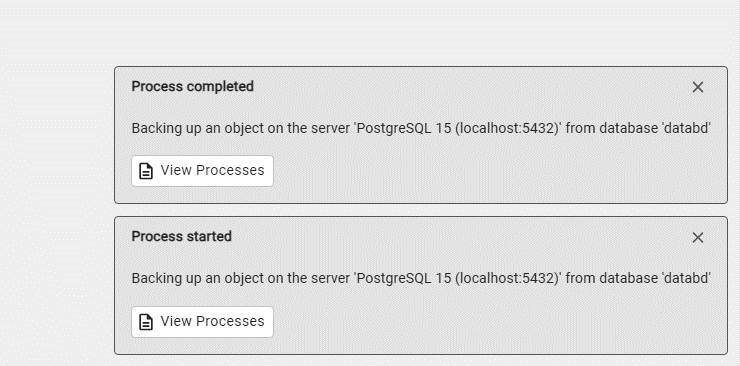 Process completed
Backing up an object on the server 'PostgreSQL 15 (localhost:5432)' from database 'databd'
View Processes
Process started
Backing up an object on the server 'PostgreSQL 15 (localhost:5432)' from database 'databd'
View Processes